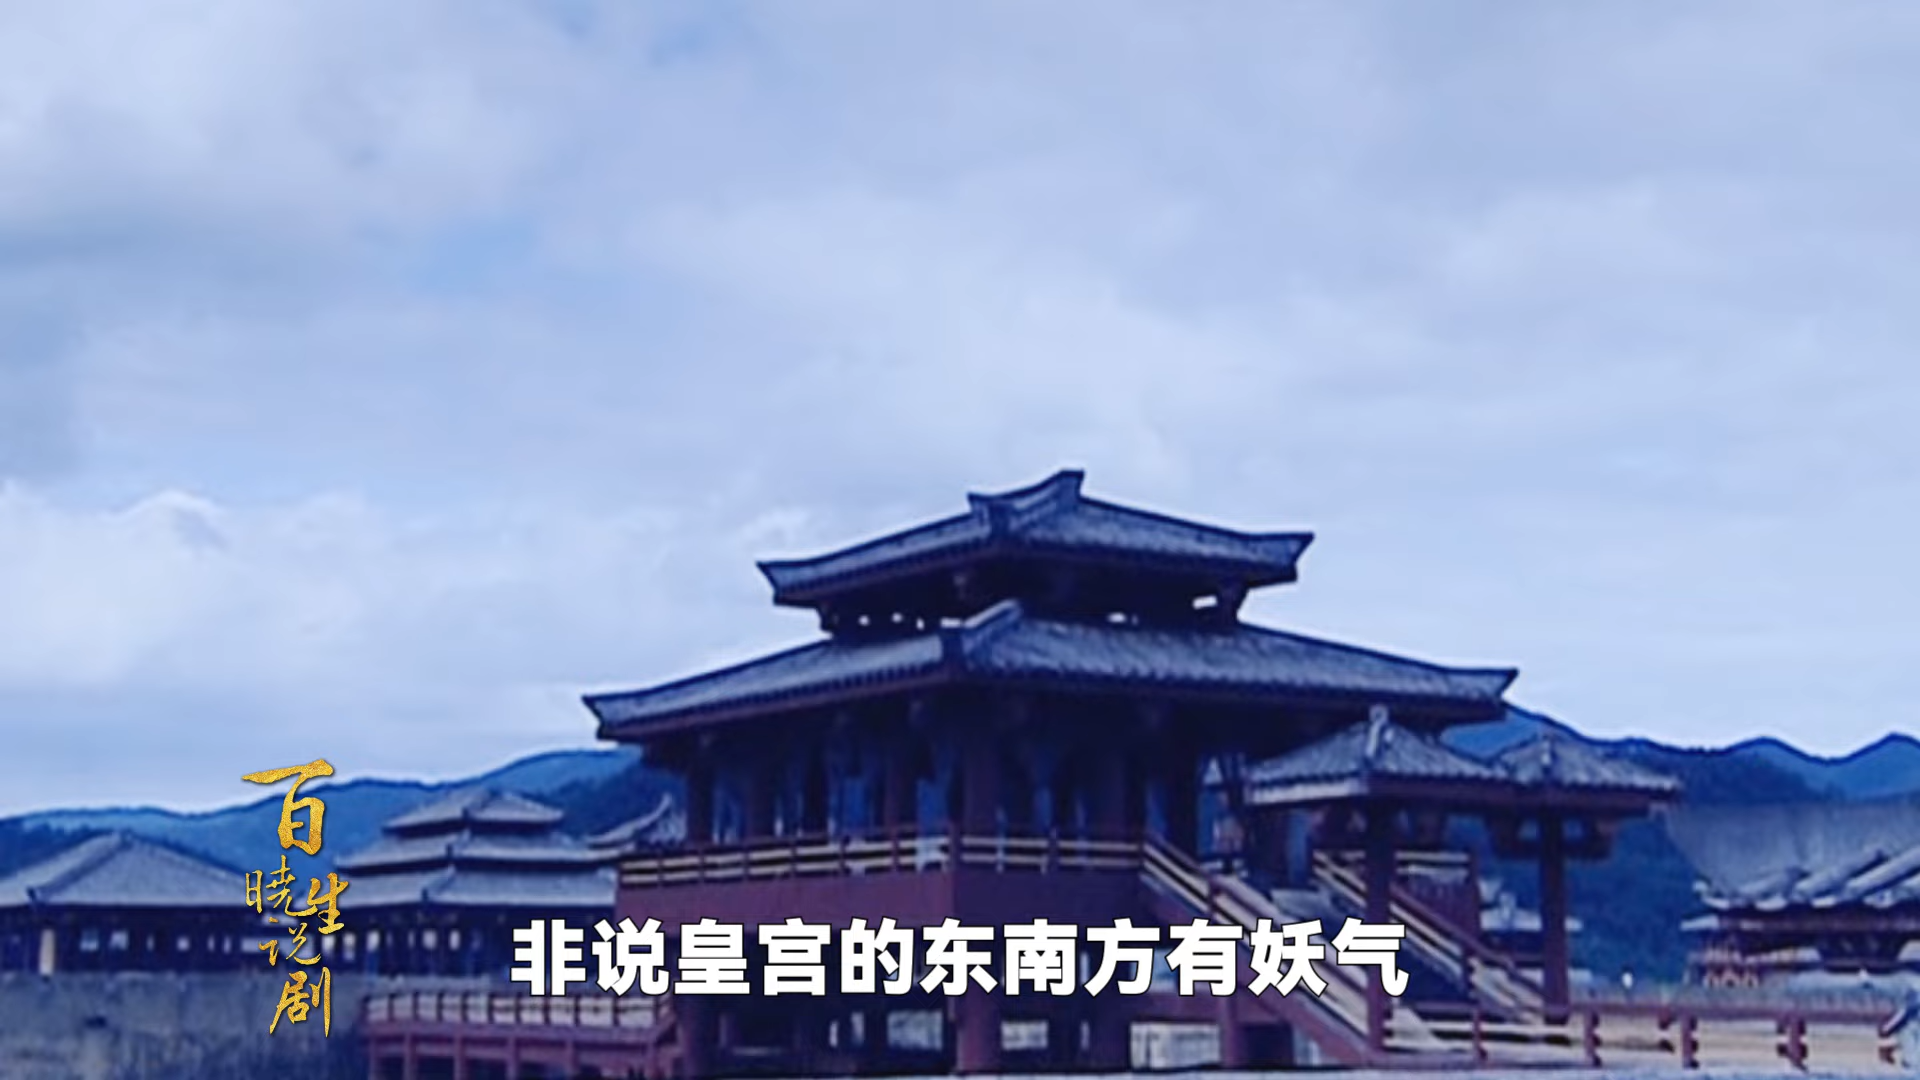 百
晓生
说
剧
非说皇宫的东南方有妖气